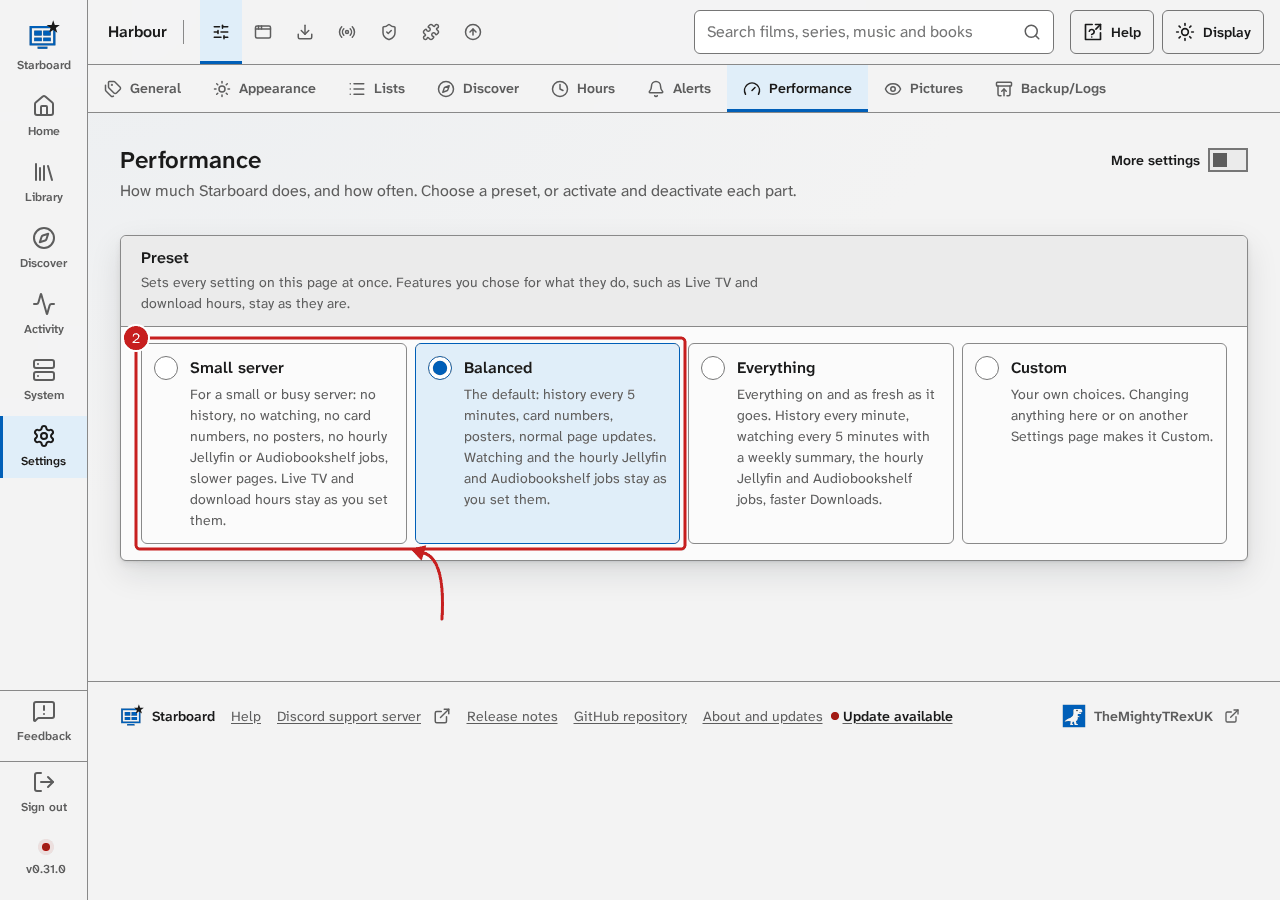 Starboard
Home
Library
Discover
Activity
System
Settings
Feedback
Sign out
v0.31.0
Harbour
Search films, series, music and books
Help
Display
General
Appearance
Lists
Discover
Hours
Alerts
Performance
Pictures
Backup/Logs
Performance
More settings
How much Starboard does, and how often. Choose a preset, or activate and deactivate each part.
Preset
Sets every setting on this page at once. Features you chose for what they do, such as Live TV and
download hours, stay as they are.
2
Small server
For a small or busy server: no
history, no watching, no card
numbers, no posters, no hourly
Jellyfin or Audiobookshelf jobs,
slower pages. Live TV and
download hours stay as you set
them.
Balanced
The default: history every 5
minutes, card numbers,
posters, normal page updates.
Watching and the hourly Jellyfin
and Audiobookshelf jobs stay as
you set them.
Everything
Everything on and as fresh as it
goes. History every minute,
watching every 5 minutes with
a weekly summary, the hourly
Jellyfin and Audiobookshelf
jobs, faster Downloads.
Custom
Your own choices. Changing
anything here or on another
Settings page makes it Custom.
Starboard
Help
Discord support server
Release notes
GitHub repository
About and updates
Update available
TheMightyTRexUK